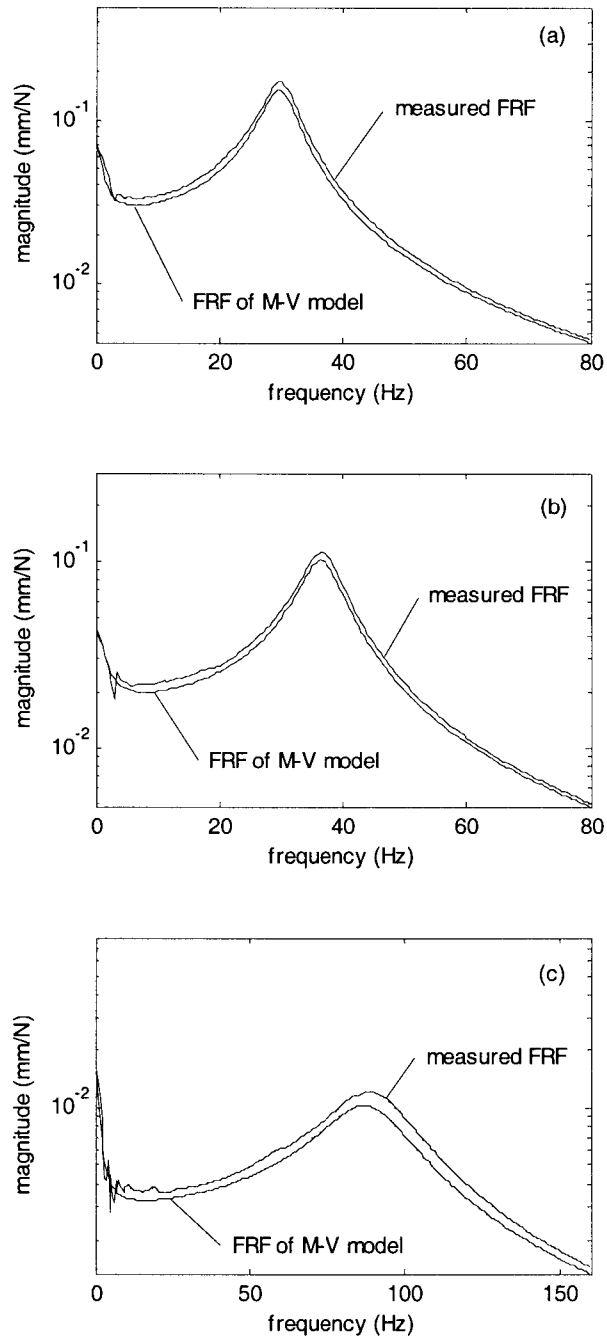 (a)
magnitude (mm/N)
10⁻¹
10⁻²
measured FRF
FRF of M-V model
0 20 40 60 80
frequency (Hz)
(b)
magnitude (mm/N)
10⁻¹
10⁻²
measured FRF
FRF of M-V model
0 20 40 60 80
frequency (Hz)
(c)
magnitude (mm/N)
10⁻²
measured FRF
FRF of M-V model
0 50 100 150
frequency (Hz)